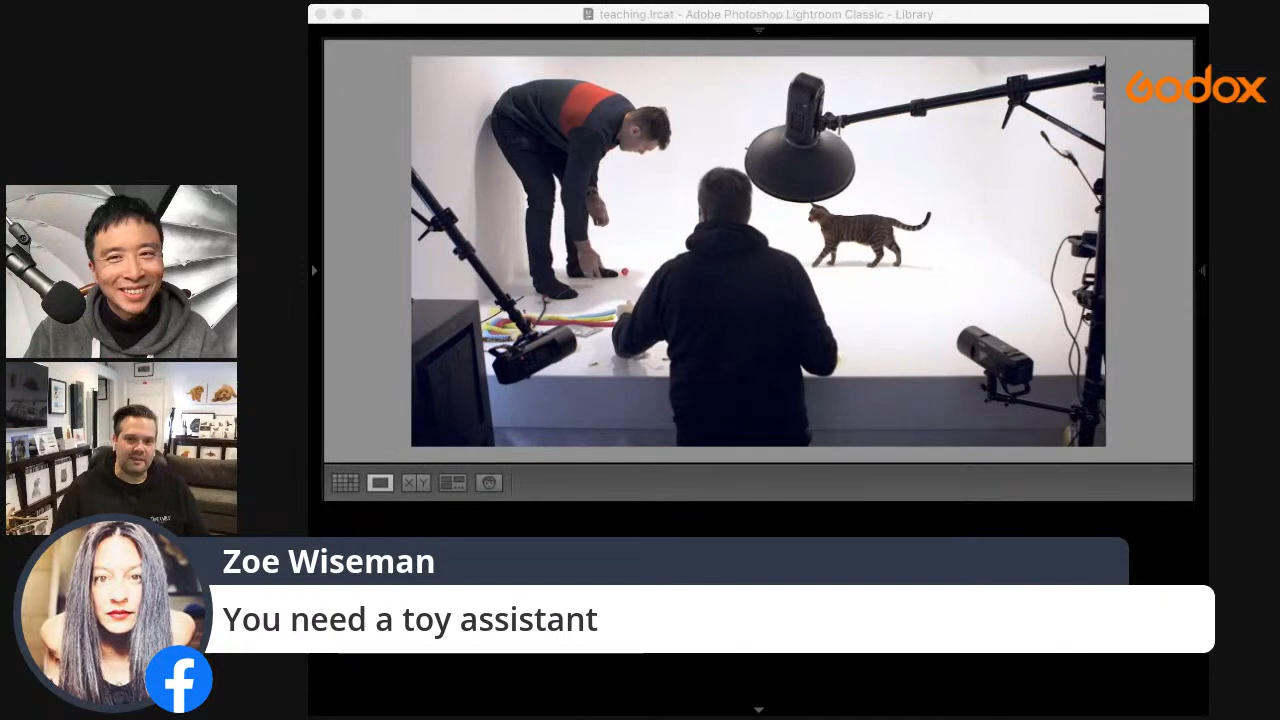 teaching.lrcat - Adobe Photoshop Lightroom Classic - Library
Godox
X Y
Zoe Wiseman
You need a toy assistant